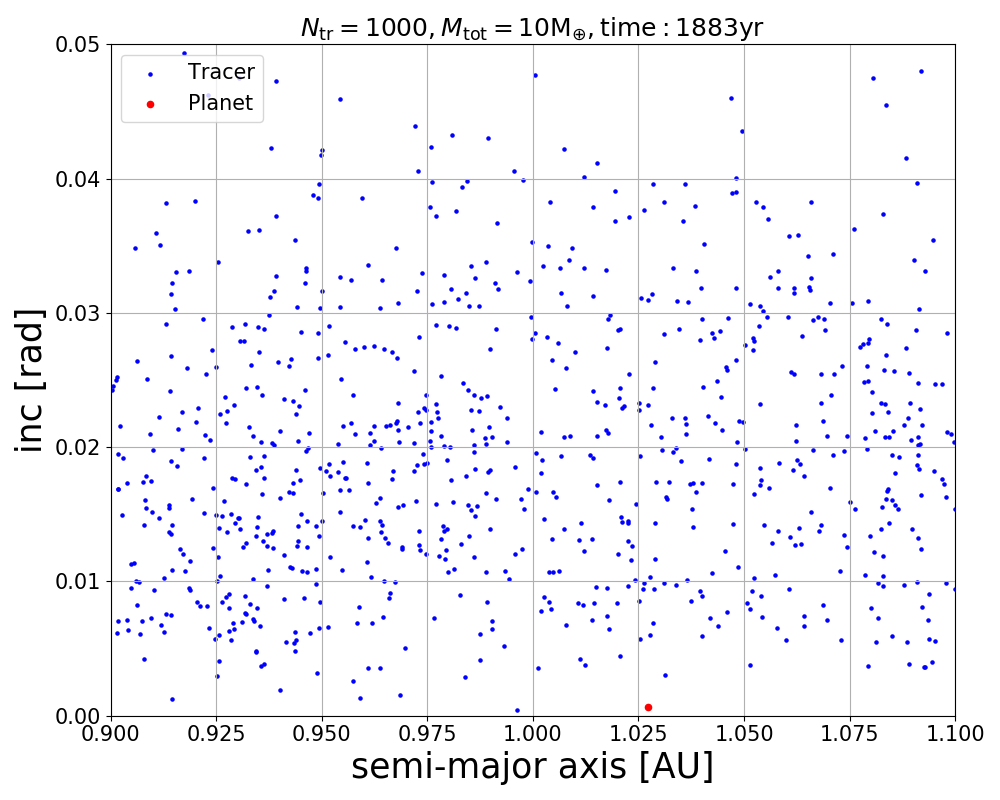 N_tr = 1000, M_tot = 10M_⊕, time : 1883yr
0.05
Tracer
Planet
0.04
0.03
inc [rad]
0.02
0.01
0.00
0.900 0.925 0.950 0.975 1.000 1.025 1.050 1.075 1.100
semi-major axis [AU]